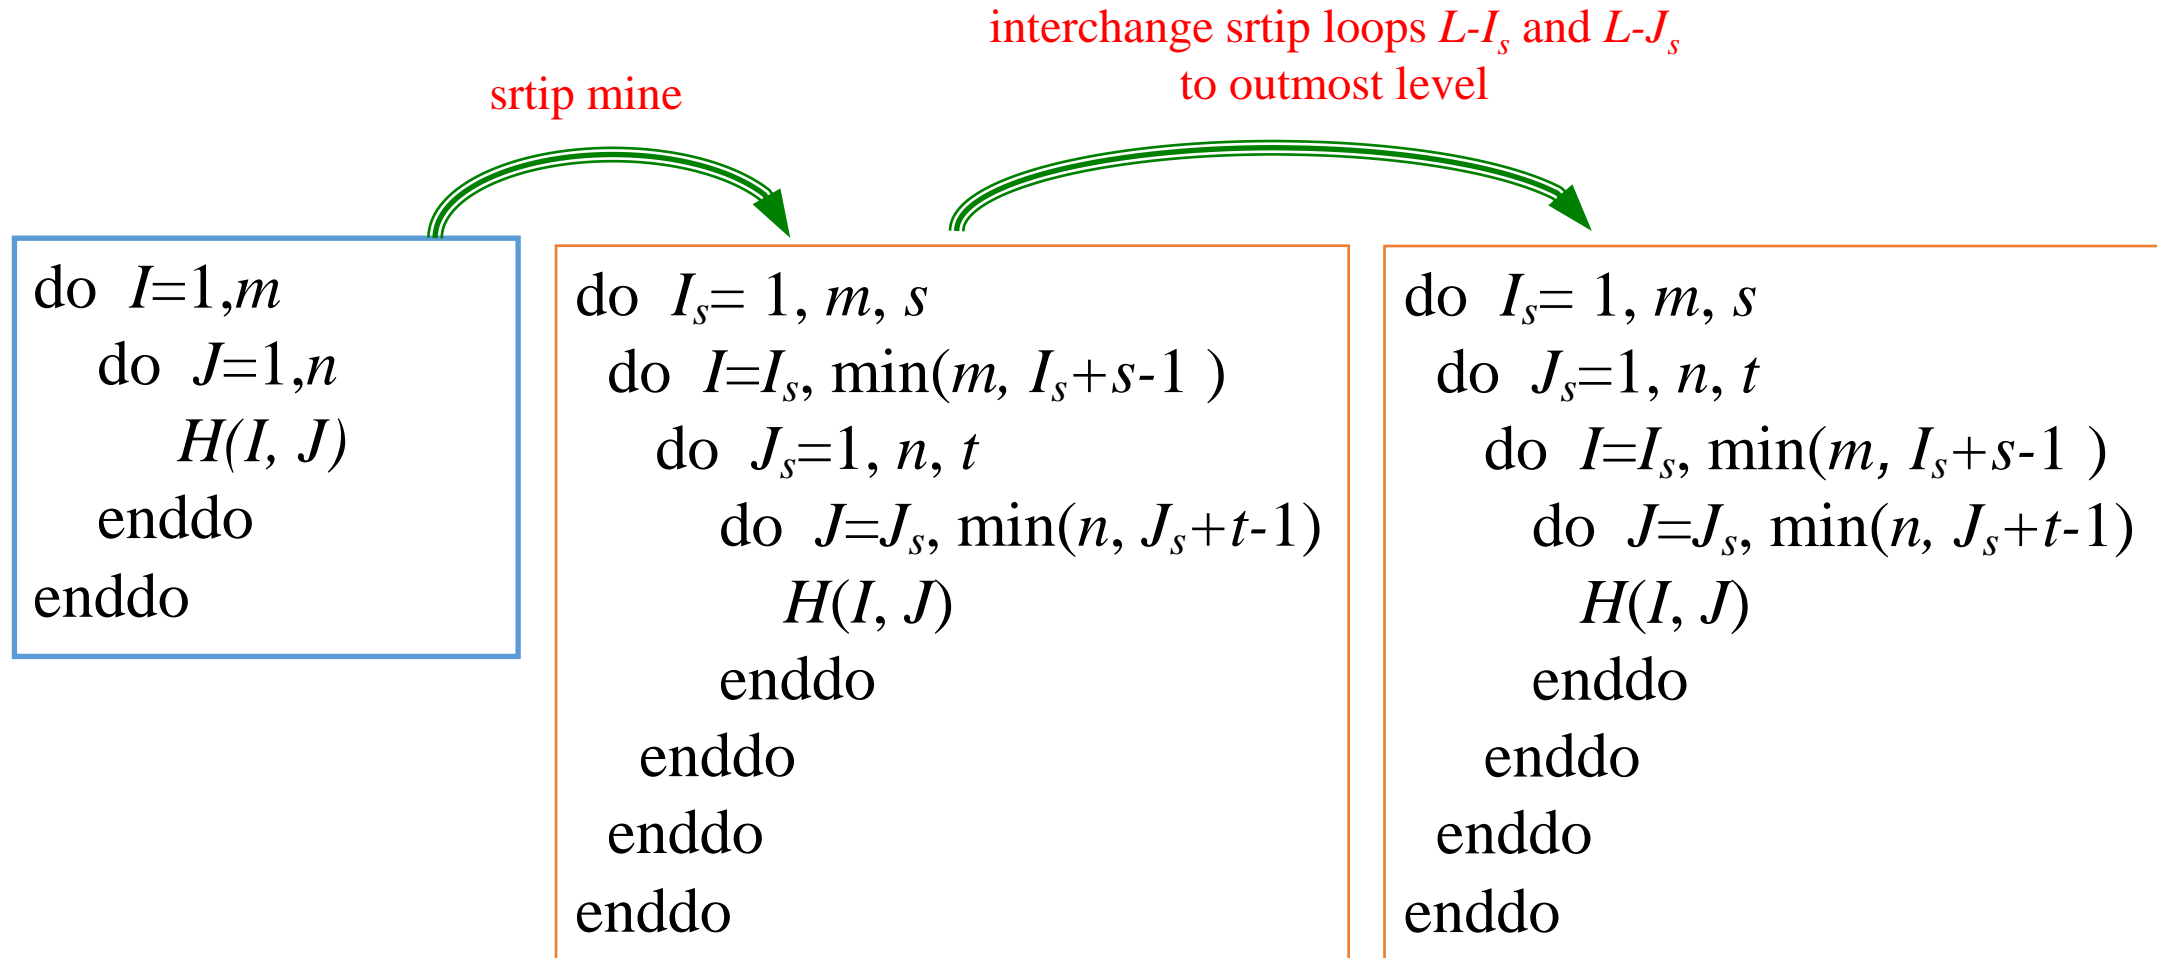 interchange srtip loops L-Is and L-Js
to outmost level
srtip mine
do I=1,m
do J=1,n
H(I, J)
enddo
enddo
do Is= 1, m, s
do I=Is, min(m, Is+s-1 )
do Js=1, n, t
do J=Js, min(n, Js+t-1)
H(I, J)
enddo
enddo
enddo
enddo
do Is= 1, m, s
do Js=1, n, t
do I=Is, min(m, Is+s-1 )
do J=Js, min(n, Js+t-1)
H(I, J)
enddo
enddo
enddo
enddo